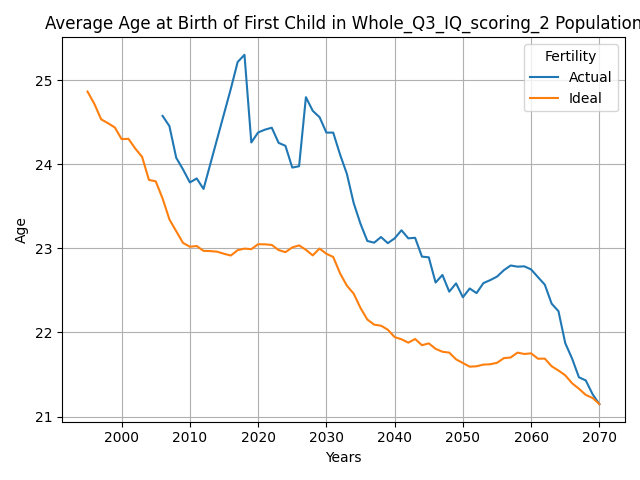 Average Age at Birth of First Child in Whole_Q3_IQ_scoring_2 Population
Fertility
Actual
Ideal
Age
25
24
23
22
21
2000
2010
2020
2030
2040
2050
2060
2070
Years